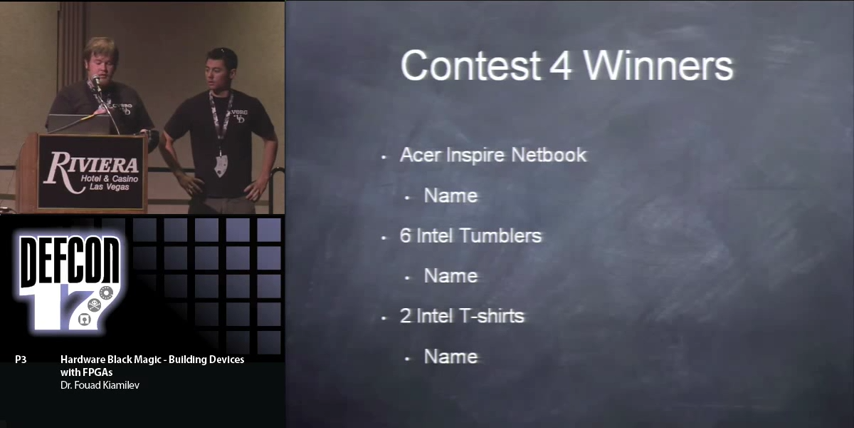 RIVIERA
Hotel & Casino
Las Vegas
DEFCON
17
P3
Hardware Black Magic - Building Devices
with FPGAs
Dr. Fouad Kiamilev
Contest 4 Winners
Acer Inspire Netbook
Name
6 Intel Tumblers
Name
2 Intel T-shirts
Name